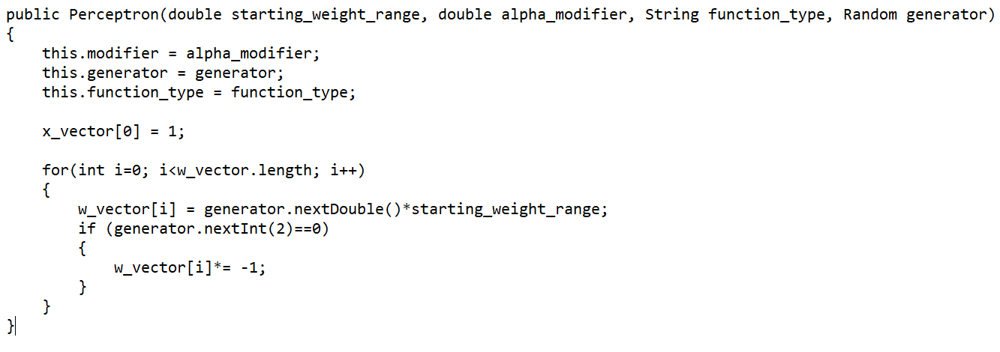 public Perceptron(double starting_weight_range, double alpha_modifier, String function_type, Random generator)
{
    this.modifier = alpha_modifier;
    this.generator = generator;
    this.function_type = function_type;

    x_vector[0] = 1;

    for(int i=0; i<w_vector.length; i++)
    {
        w_vector[i] = generator.nextDouble()*starting_weight_range;
        if (generator.nextInt(2)==0)
        {
            w_vector[i]*= -1;
        }
    }
}